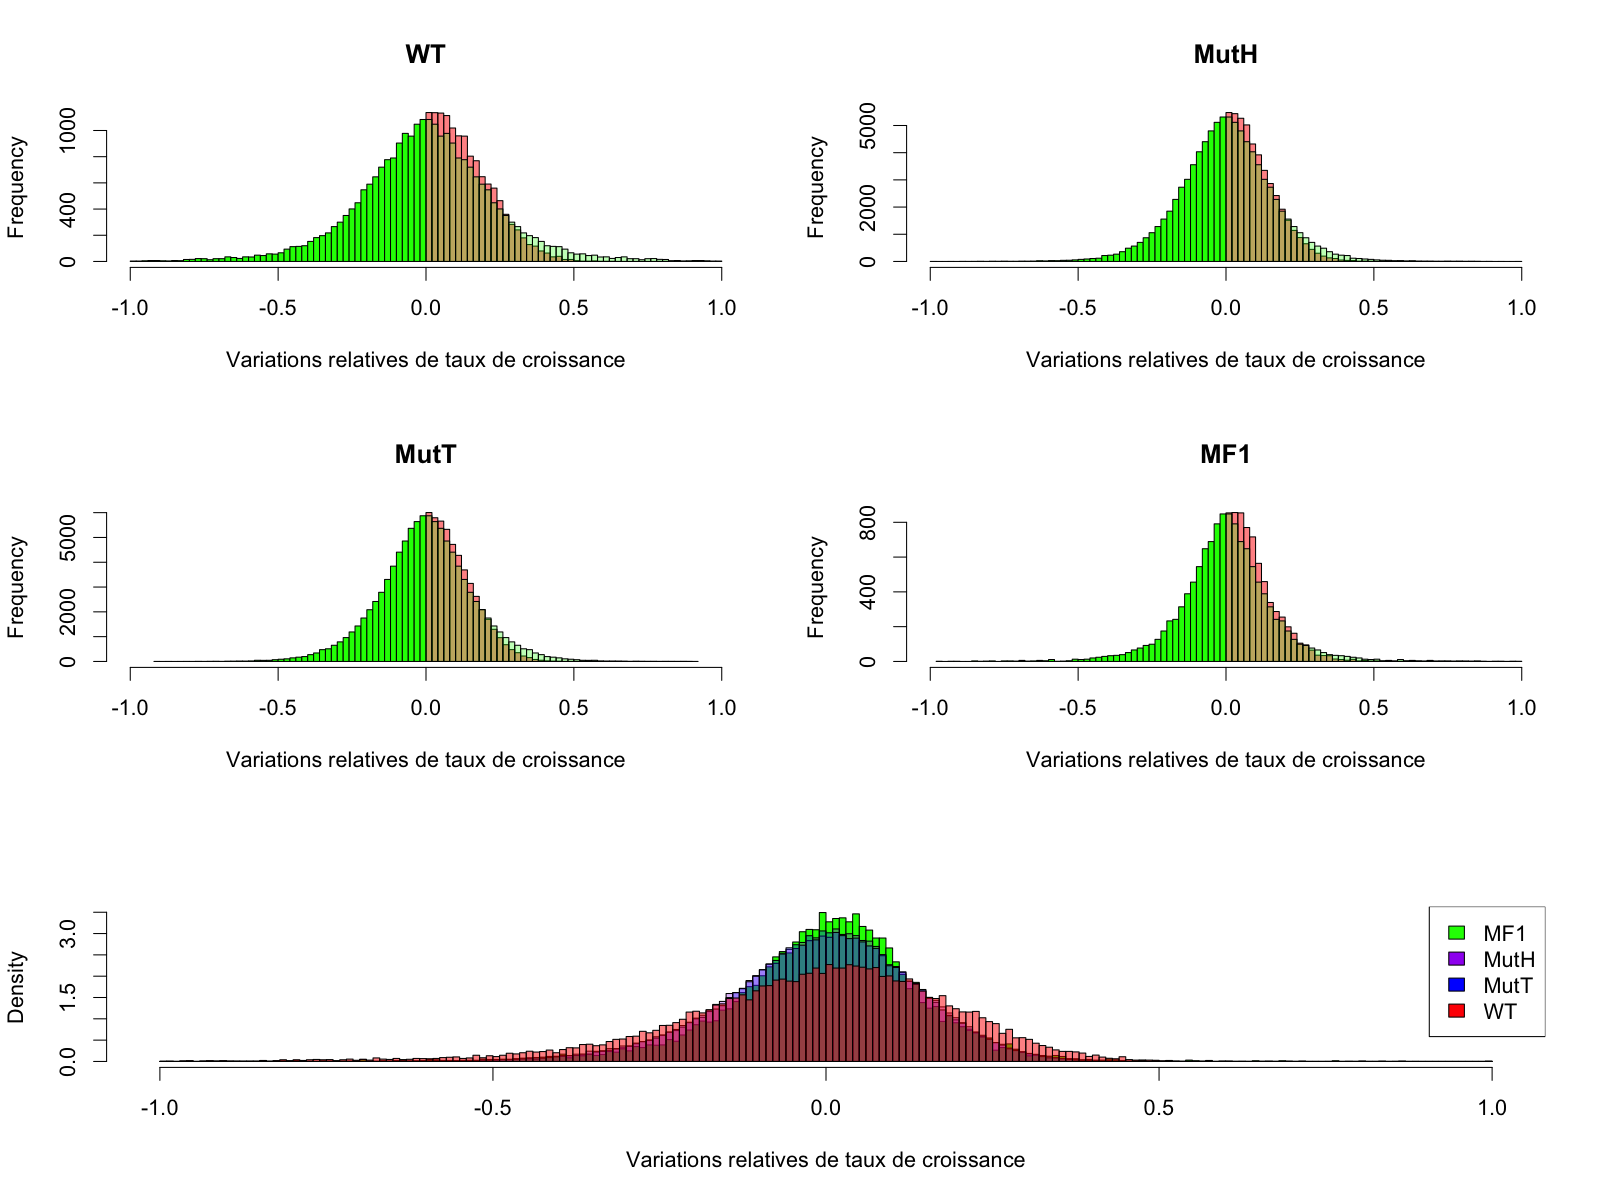 WT
Frequency
0 400 1000
-1.0 -0.5 0.0 0.5 1.0
Variations relatives de taux de croissance
MutH
Frequency
0 2000 5000
-1.0 -0.5 0.0 0.5 1.0
Variations relatives de taux de croissance
MutT
Frequency
0 2000 5000
-1.0 -0.5 0.0 0.5 1.0
Variations relatives de taux de croissance
MF1
Frequency
0 400 800
-1.0 -0.5 0.0 0.5 1.0
Variations relatives de taux de croissance
Density
0.0 1.5 3.0
MF1
MutH
MutT
WT
-1.0 -0.5 0.0 0.5 1.0
Variations relatives de taux de croissance